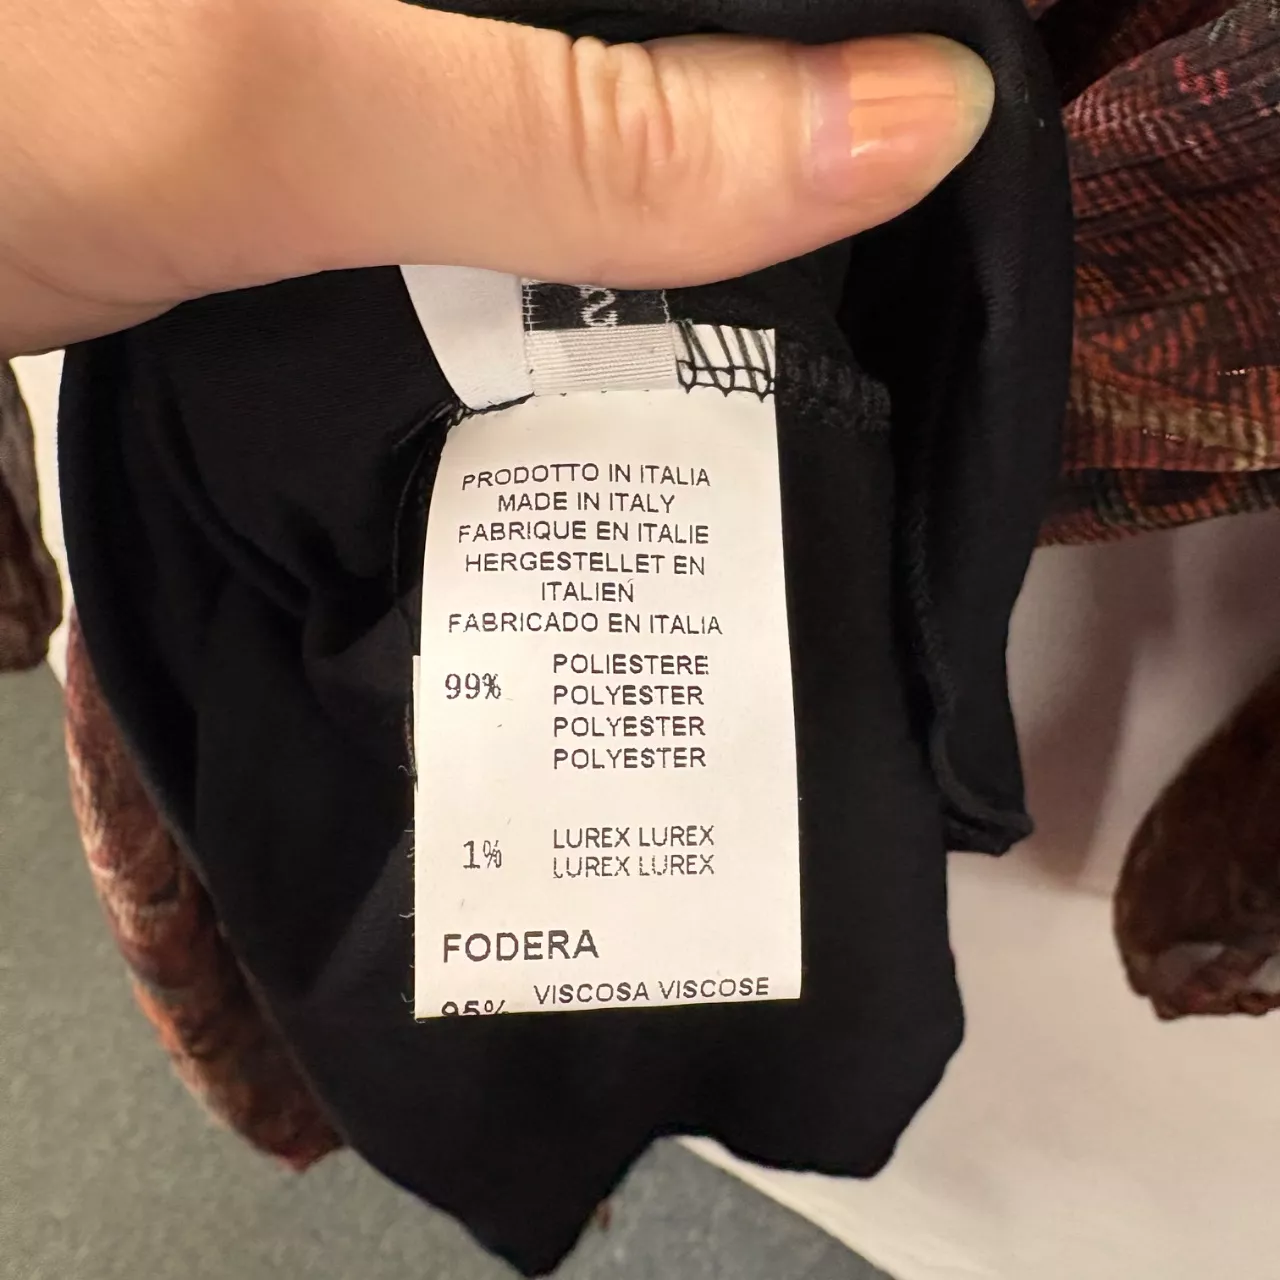 S
PRODOTTO IN ITALIA
MADE IN ITALY
FABRIQUE EN ITALIE
HERGESTELLET EN
ITALIEN
FABRICADO EN ITALIA
99% POLIESTERE
POLYESTER
POLYESTER
POLYESTER
1% LUREX LUREX
LUREX LUREX
FODERA
95% VISCOSA VISCOSE